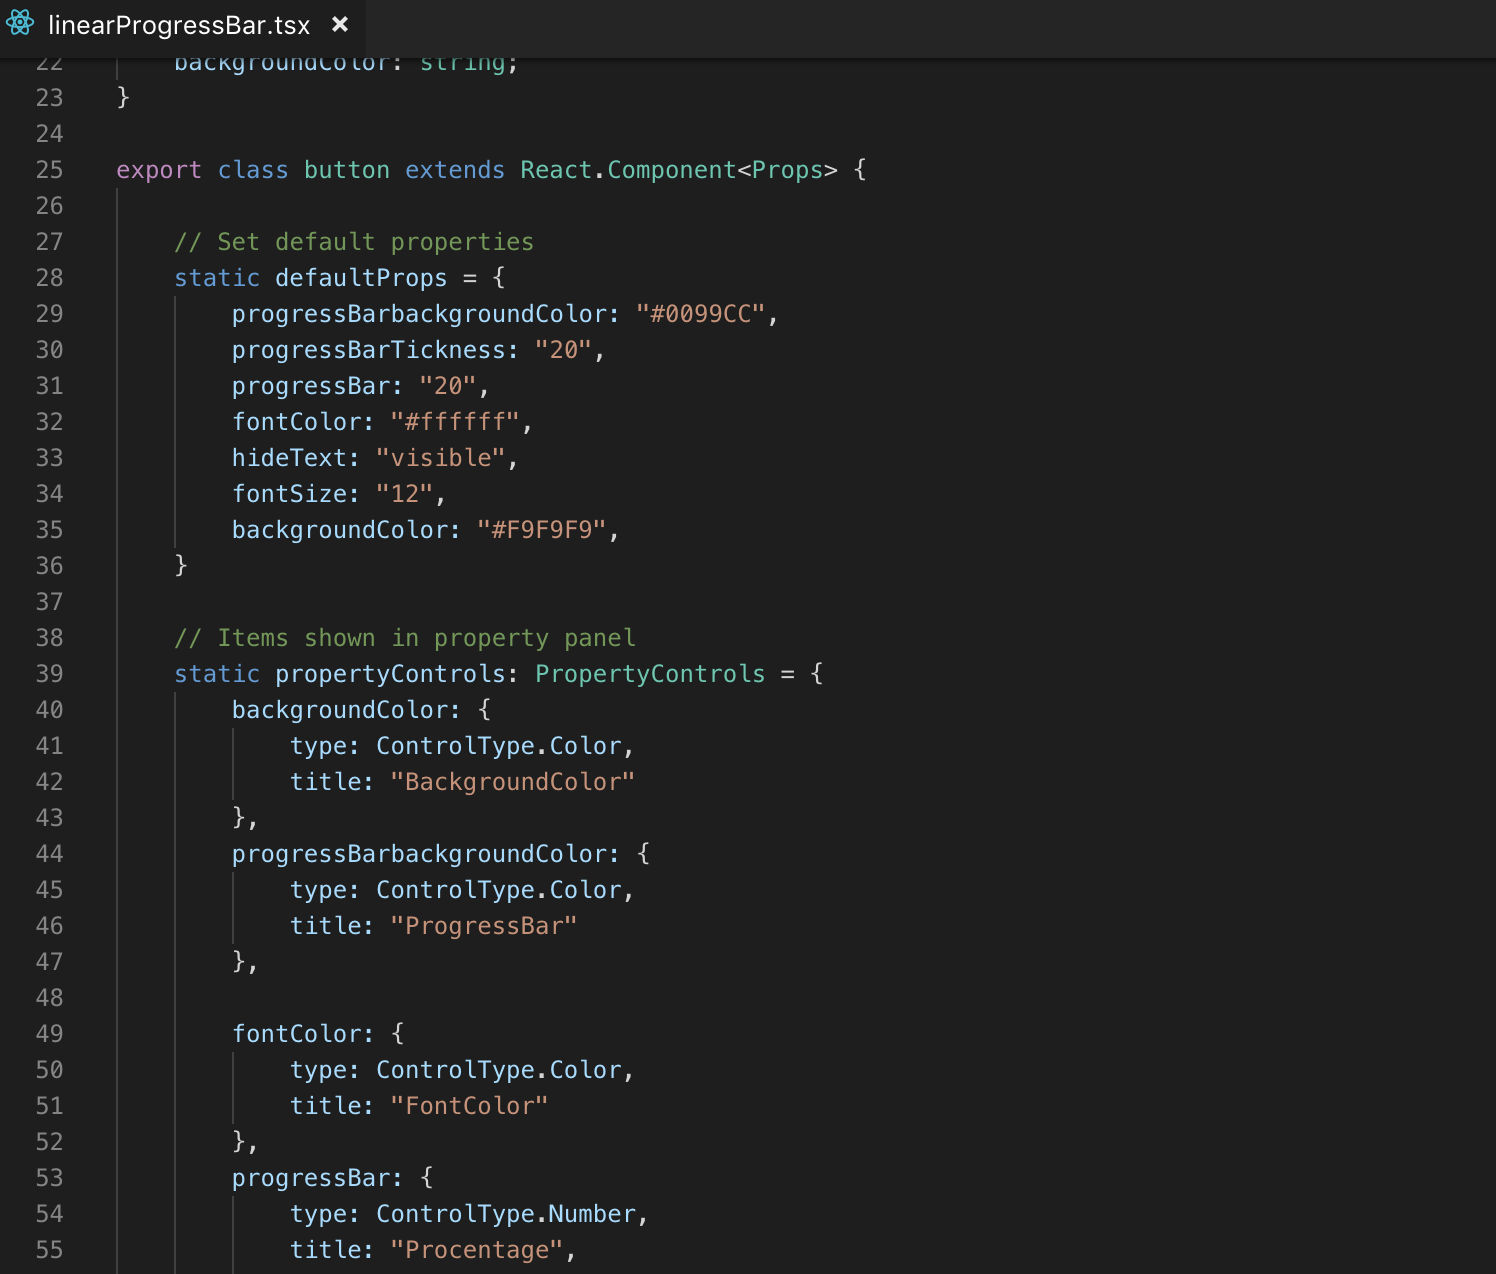 linearProgressBar.tsx ×
22 backgroundColor: string;
23 }
24
25 export class button extends React.Component<Props> {
26
27 // Set default properties
28 static defaultProps = {
29 progressBarbackgroundColor: "#0099CC",
30 progressBarTickness: "20",
31 progressBar: "20",
32 fontColor: "#ffffff",
33 hideText: "visible",
34 fontSize: "12",
35 backgroundColor: "#F9F9F9",
36 }
37
38 // Items shown in property panel
39 static propertyControls: PropertyControls = {
40 backgroundColor: {
41 type: ControlType.Color,
42 title: "BackgroundColor"
43 },
44 progressBarbackgroundColor: {
45 type: ControlType.Color,
46 title: "ProgressBar"
47 },
48
49 fontColor: {
50 type: ControlType.Color,
51 title: "FontColor"
52 },
53 progressBar: {
54 type: ControlType.Number,
55 title: "Procentage",